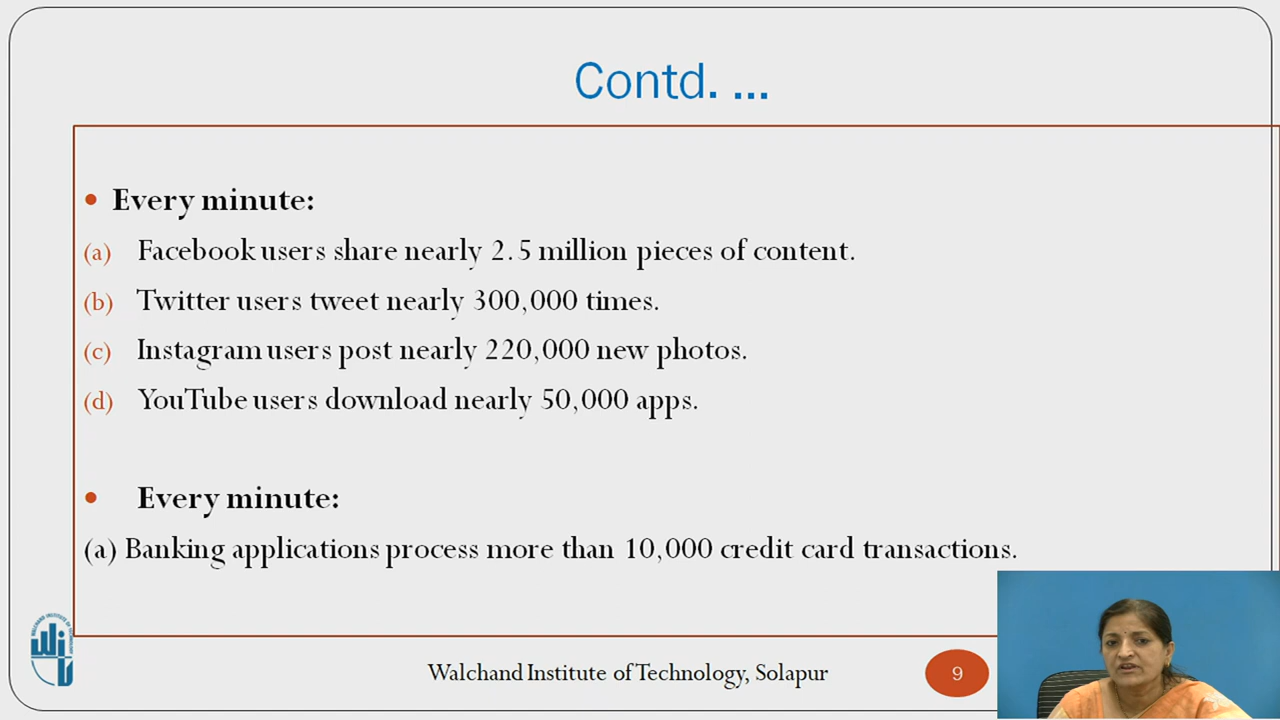 Contd. ...
• Every minute:
(a) Facebook users share nearly 2.5 million pieces of content.
(b) Twitter users tweet nearly 300,000 times.
(c) Instagram users post nearly 220,000 new photos.
(d) YouTube users download nearly 50,000 apps.
• Every minute:
(a) Banking applications process more than 10,000 credit card transactions.
Walchand Institute of Technology, Solapur
9